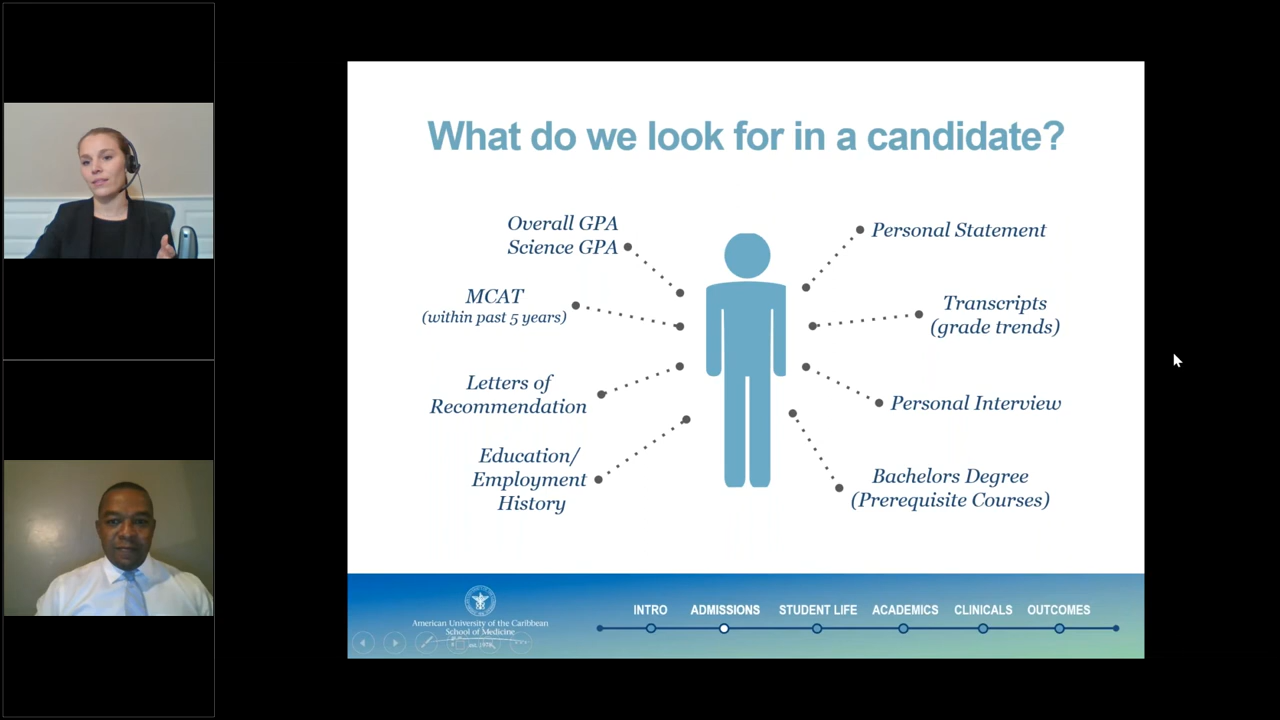 What do we look for in a candidate?
Overall GPA
Science GPA
MCAT
(within past 5 years)
Letters of
Recommendation
Education/
Employment
History
Personal Statement
Transcripts
(grade trends)
Personal Interview
Bachelors Degree
(Prerequisite Courses)
American University of the Caribbean
School of Medicine
INTRO ADMISSIONS STUDENT LIFE ACADEMICS CLINICALS OUTCOMES